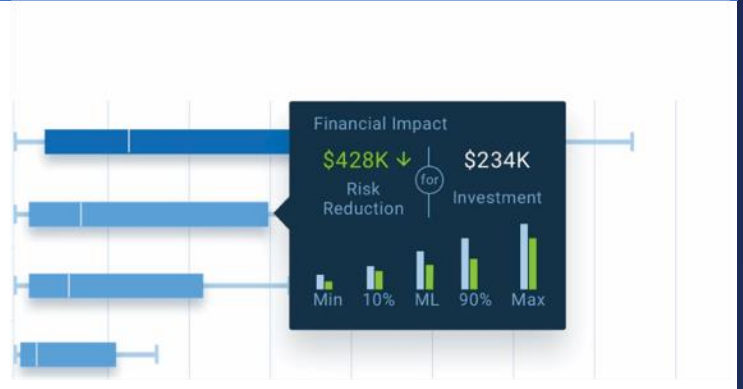 Financial Impact
$428K ↓ for $234K
Risk Investment
Reduction
Min 10% ML 90% Max